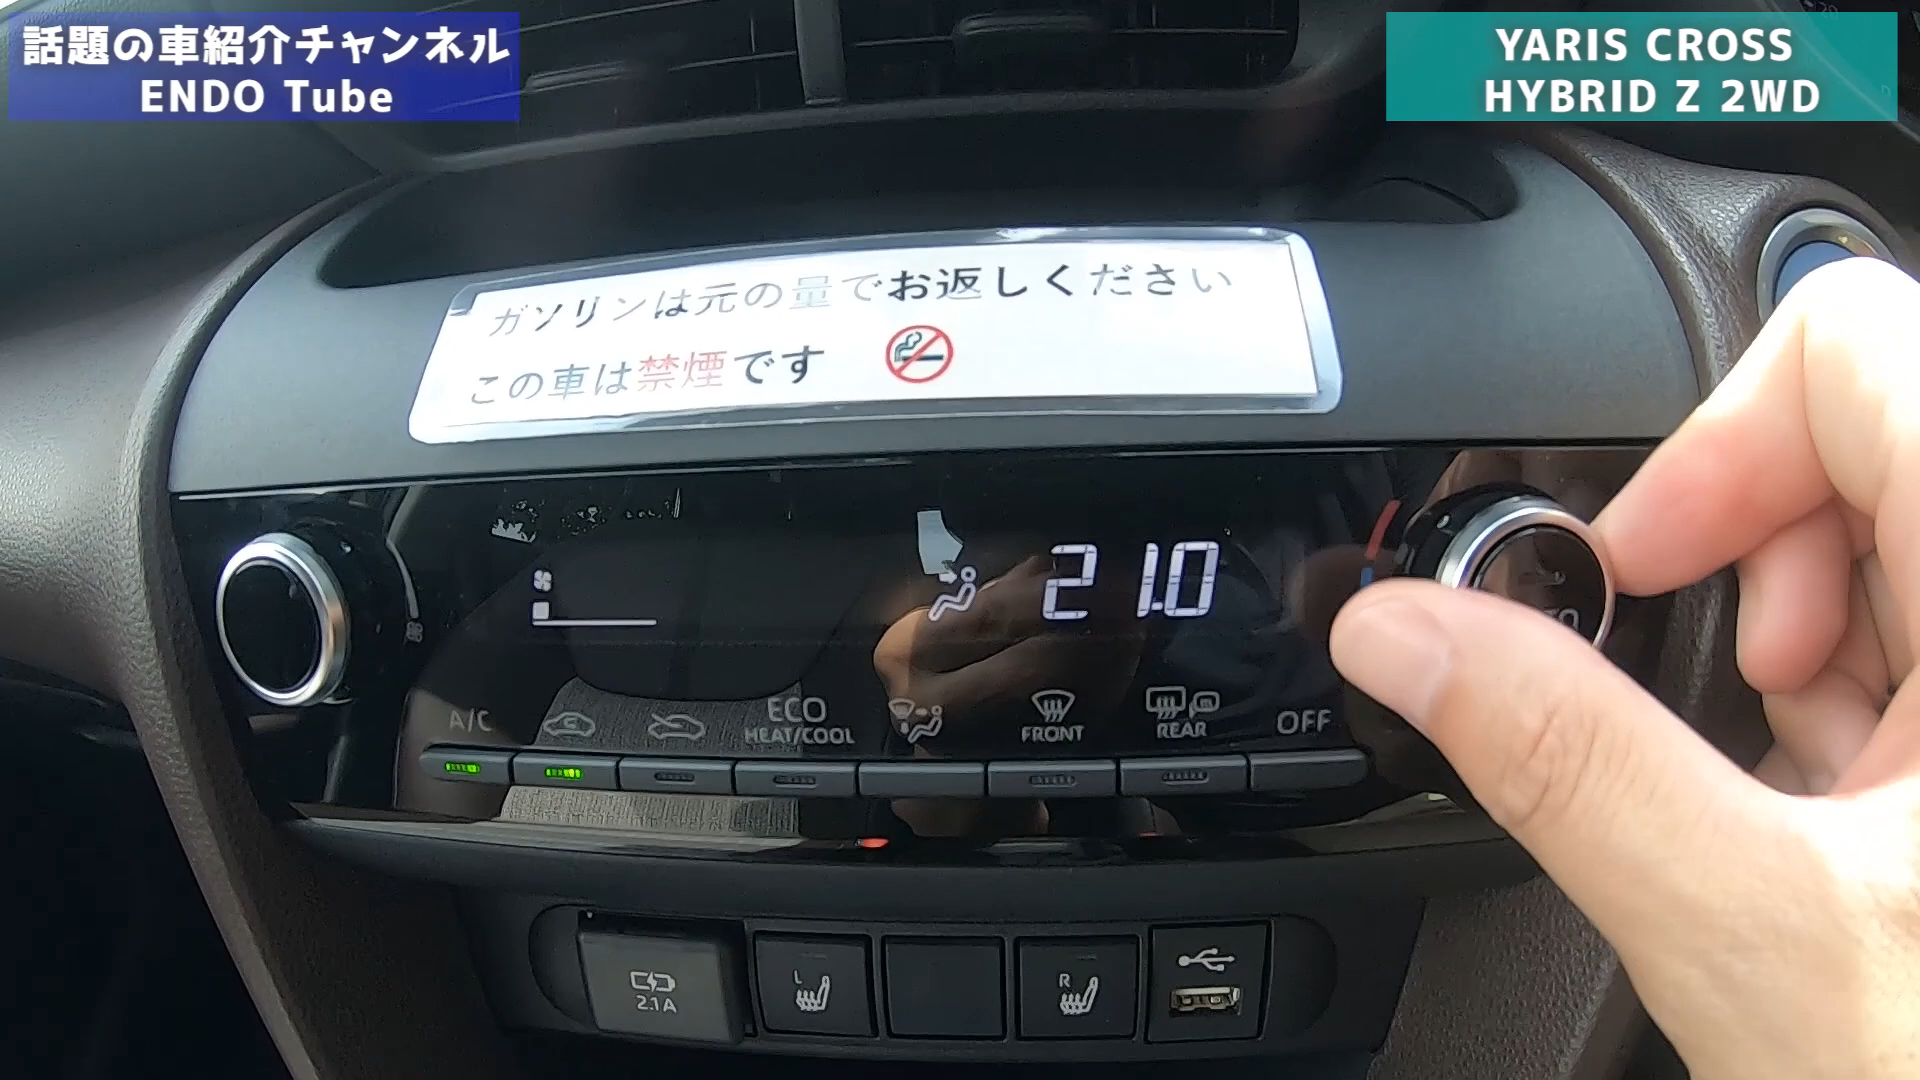 話題の車紹介チャンネル
ENDO Tube
YARIS CROSS
HYBRID Z 2WD
ガソリンは元の量でお返しください
この車は禁煙です
21.0
A/C
ECO
HEAT/COOL
FRONT
REAR
OFF
2.1A
L
R